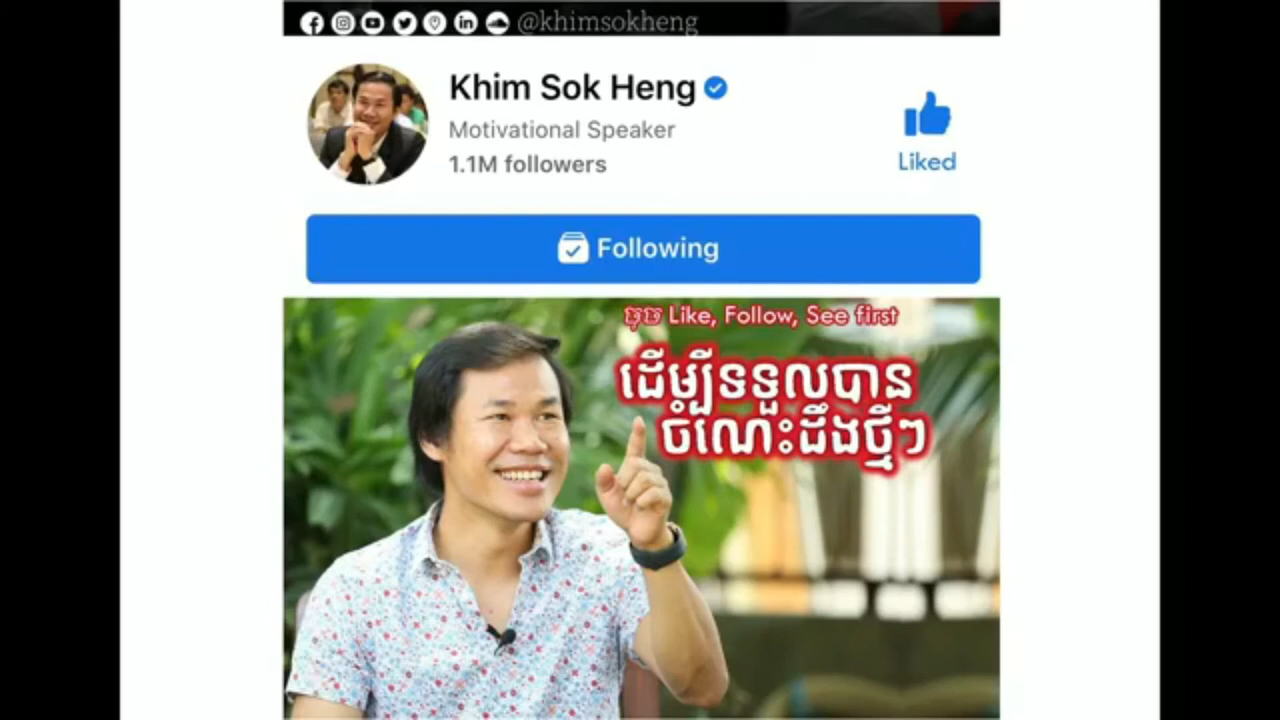 @khimsokheng
Khim Sok Heng
Motivational Speaker
1.1M followers
Liked
Following
ចុច Like, Follow, See first
ដើម្បីទទួលបាន
ចំណេះដឹងថ្មីៗ